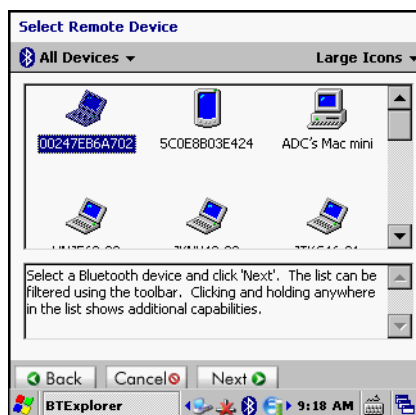 Select Remote Device
All Devices
Large Icons
00247EB6A702
5C0E8B03E424
ADC's Mac mini
Select a Bluetooth device and click 'Next'. The list can be
filtered using the toolbar. Clicking and holding anywhere
in the list shows additional capabilities.
Back
Cancel
Next
BTExplorer
9:18 AM